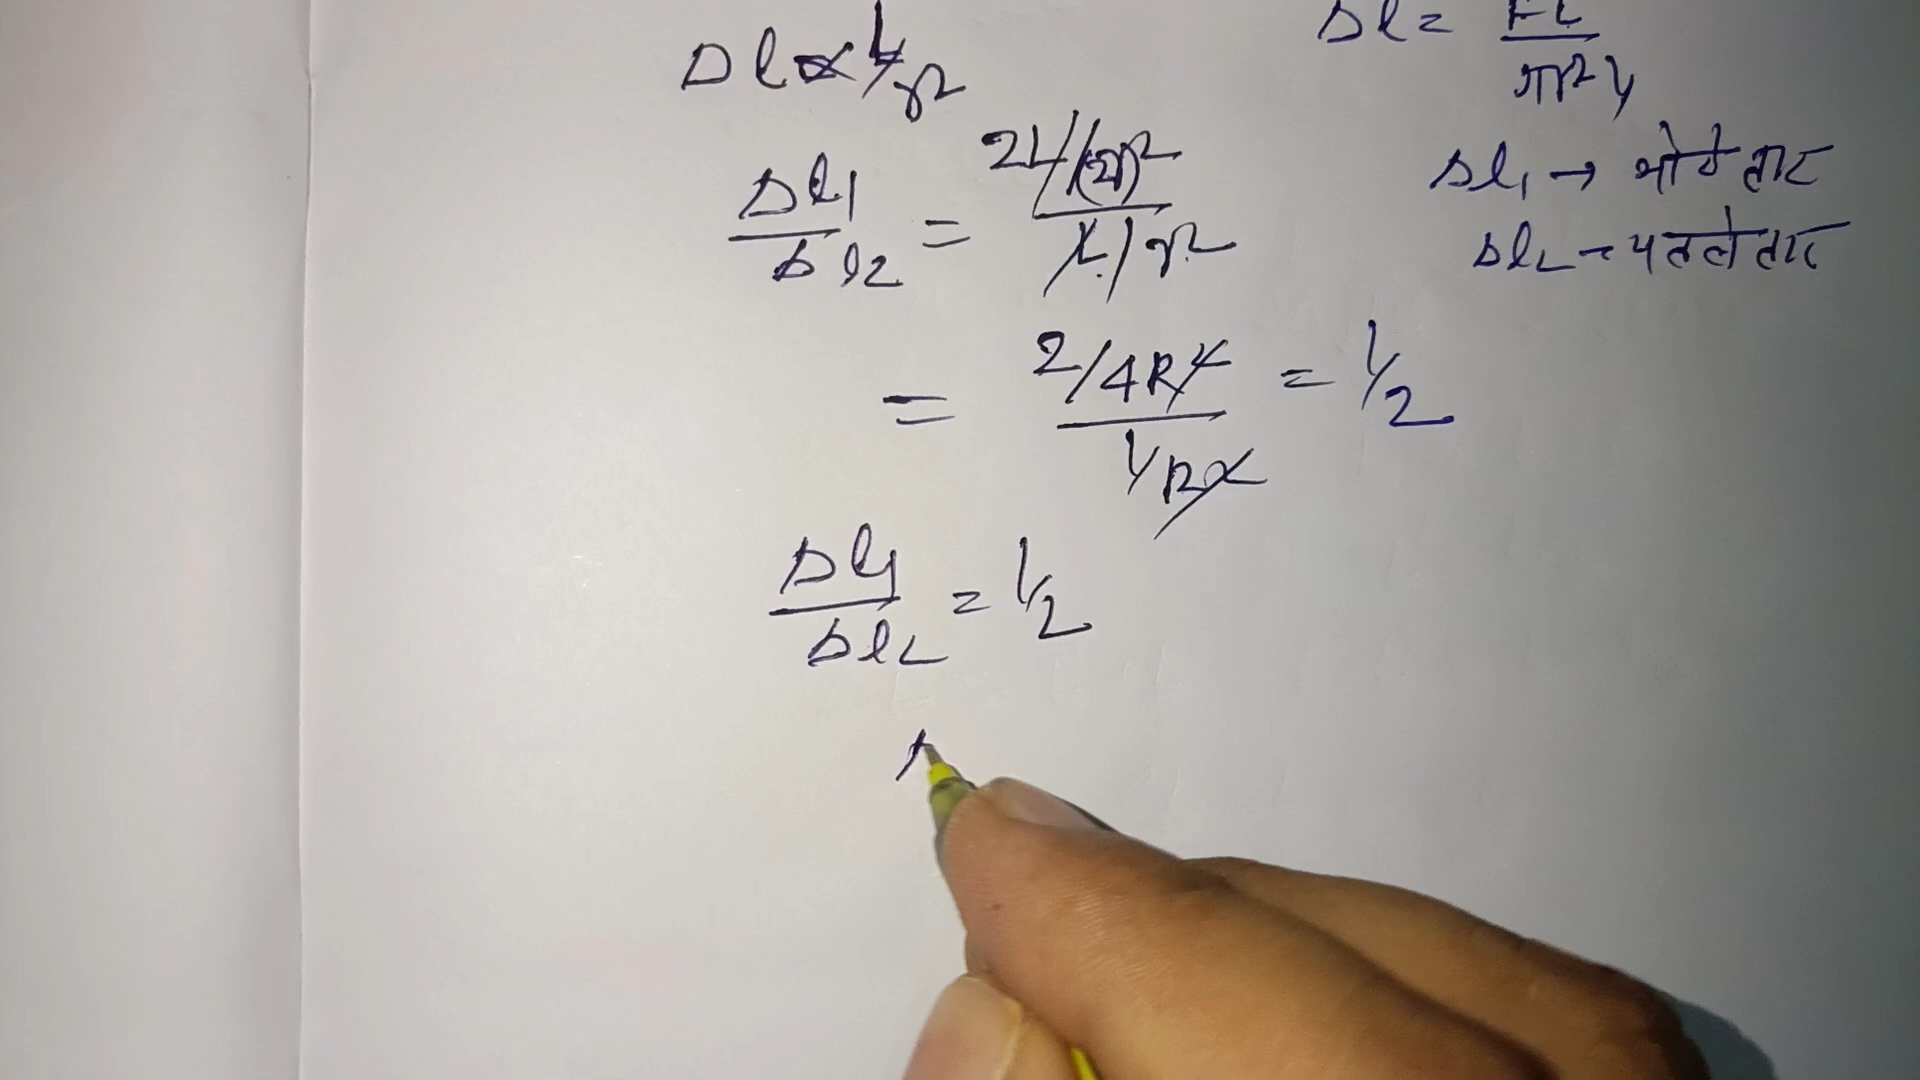 Δl ∝ L/r²
Δl = FL/πr²Y
Δl₁ → मोटे तार
Δl₁/Δl₂ = 2L/(2r)² / L/r²
Δl₂ → पतले तार
= 2/4R² / 1/R² = 1/2
Δl₁/Δl₂ = 1/2